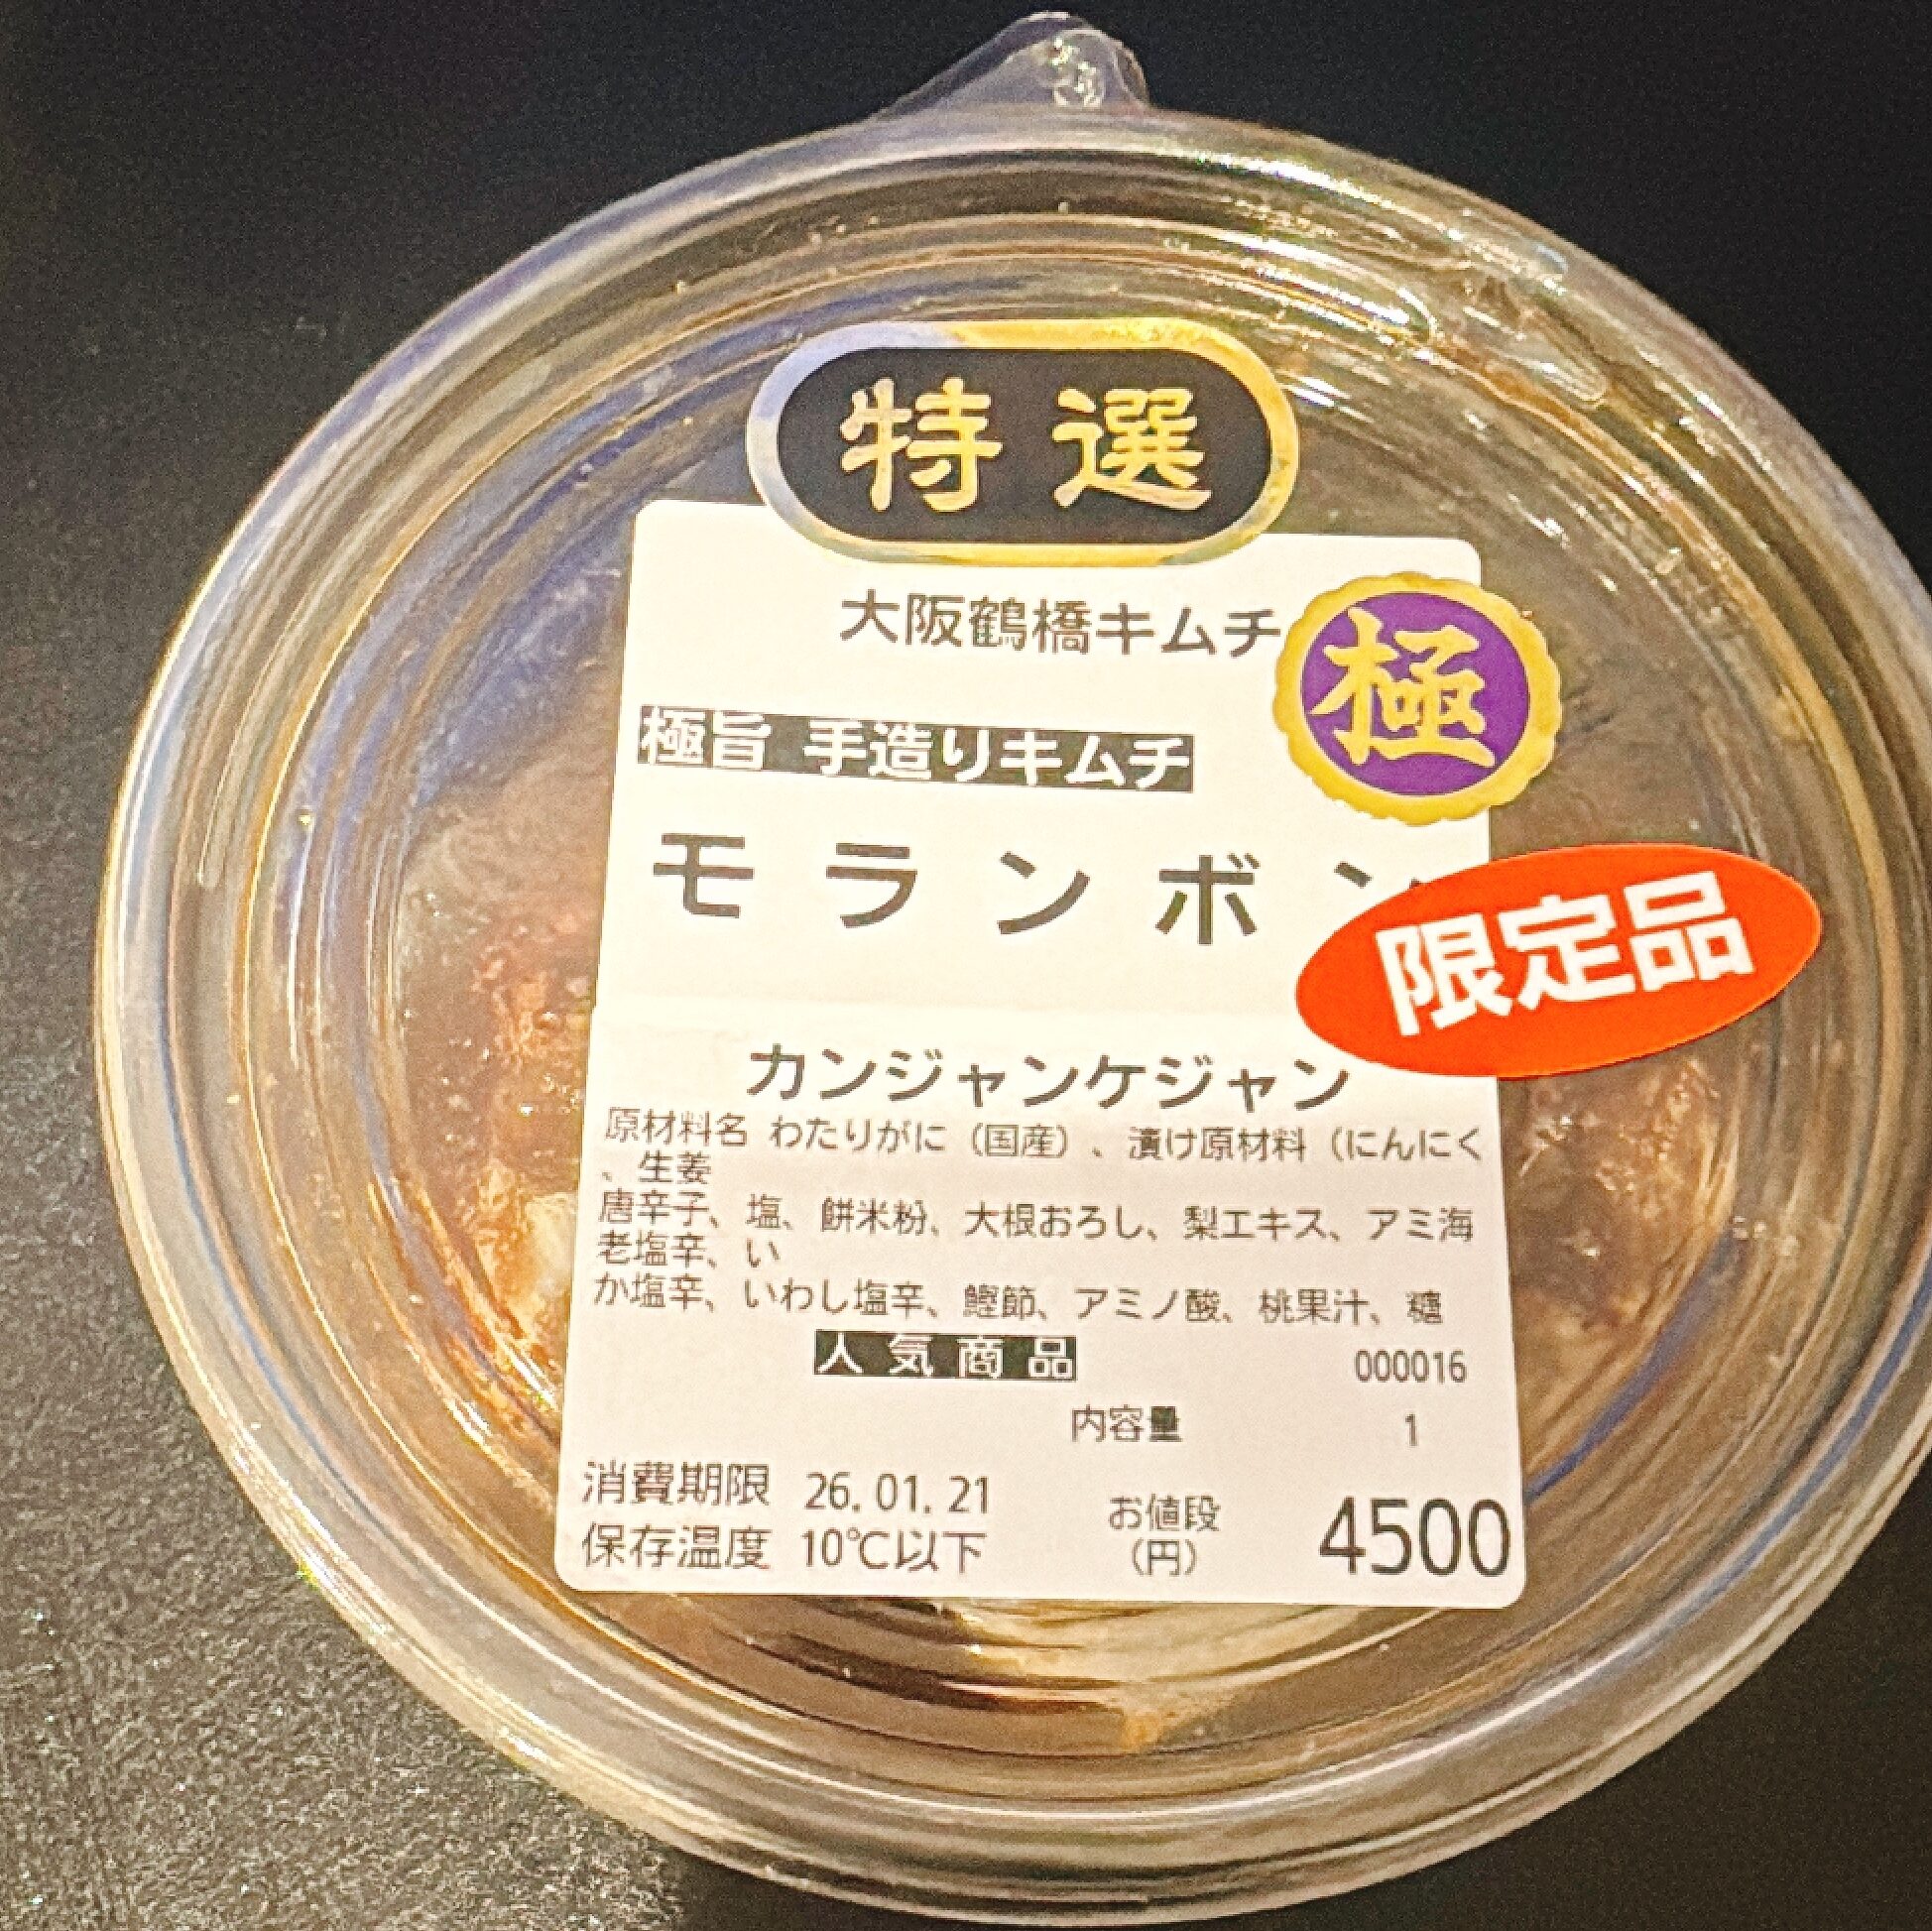 特選
大阪鶴橋キムチ
極
極旨 手造りキムチ
モランボン
限定品
カンジャンケジャン
原材料名 わたりがに（国産）、漬け原材料（にんにく
、生姜
唐辛子、塩、餅米粉、大根おろし、梨エキス、アミ海
老塩辛、い
か塩辛、いわし塩辛、鰹節、アミノ酸、桃果汁、糖
人気商品
000016
内容量 1
消費期限 26.01.21
お値段
(円)
4500
保存温度 10℃以下